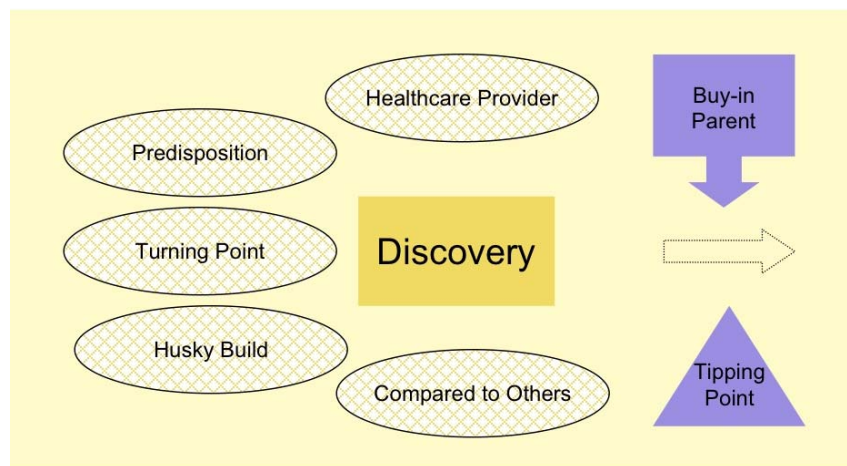 Healthcare Provider
Predisposition
Turning Point
Husky Build
Compared to Others
Discovery
Buy-in
Parent
Tipping
Point